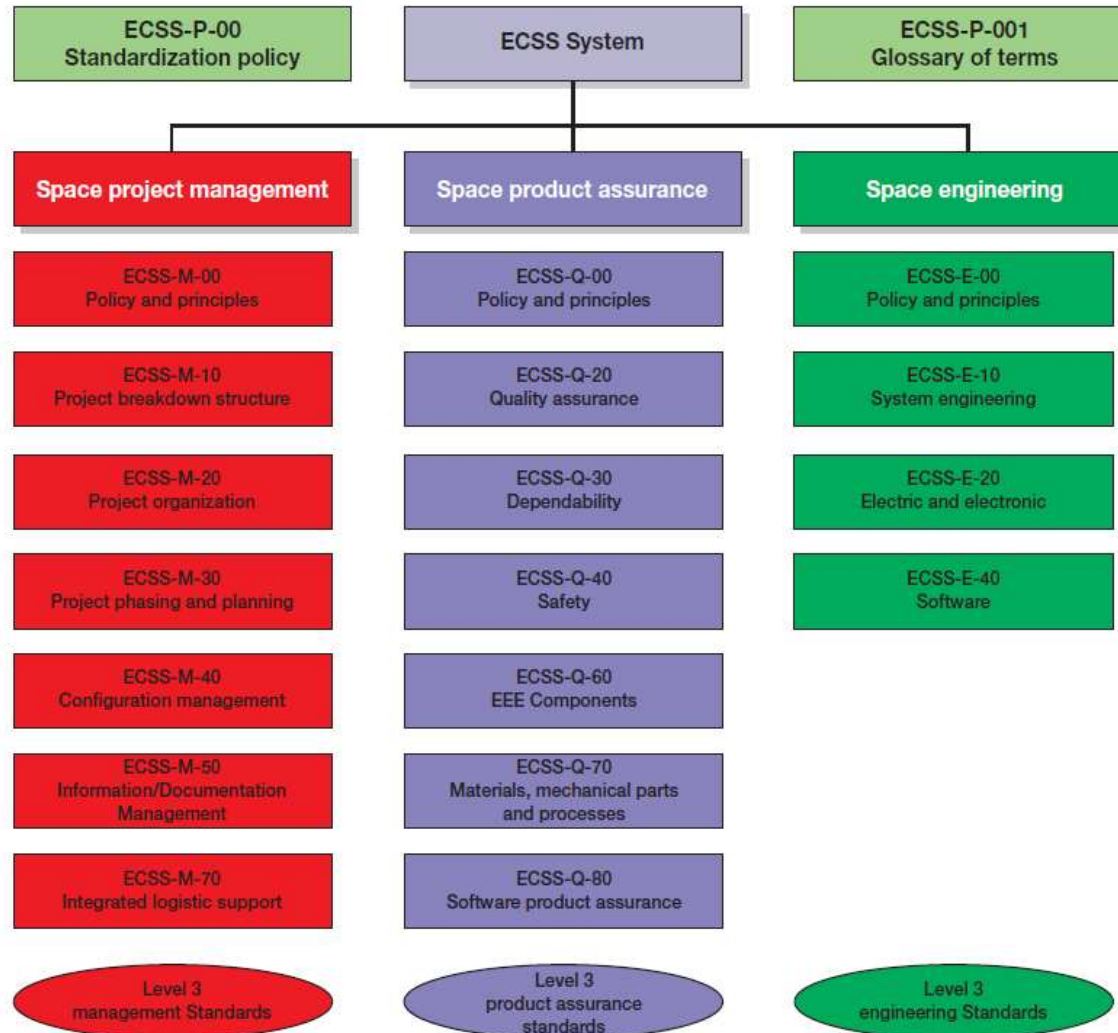 ECSS-P-00
Standardization policy
ECSS System
ECSS-P-001
Glossary of terms
Space project management
Space product assurance
Space engineering
ECSS-M-00
Policy and principles
ECSS-Q-00
Policy and principles
ECSS-E-00
Policy and principles
ECSS-M-10
Project breakdown structure
ECSS-Q-20
Quality assurance
ECSS-E-10
System engineering
ECSS-M-20
Project organization
ECSS-Q-30
Dependability
ECSS-E-20
Electric and electronic
ECSS-M-30
Project phasing and planning
ECSS-Q-40
Safety
ECSS-E-40
Software
ECSS-M-40
Configuration management
ECSS-Q-60
EEE Components
ECSS-M-50
Information/Documentation
Management
ECSS-Q-70
Materials, mechanical parts
and processes
ECSS-M-70
Integrated logistic support
ECSS-Q-80
Software product assurance
Level 3
management Standards
Level 3
product assurance
standards
Level 3
engineering Standards